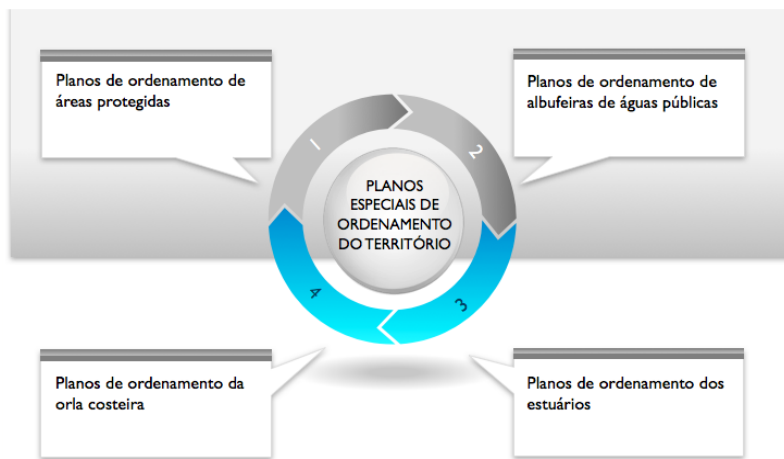 Planos de ordenamento de
áreas protegidas
Planos de ordenamento de
albufeiras de águas públicas
1
2
PLANOS
ESPECIAIS DE
ORDENAMENTO
DO TERRITÓRIO
4
3
Planos de ordenamento da
orla costeira
Planos de ordenamento dos
estuários